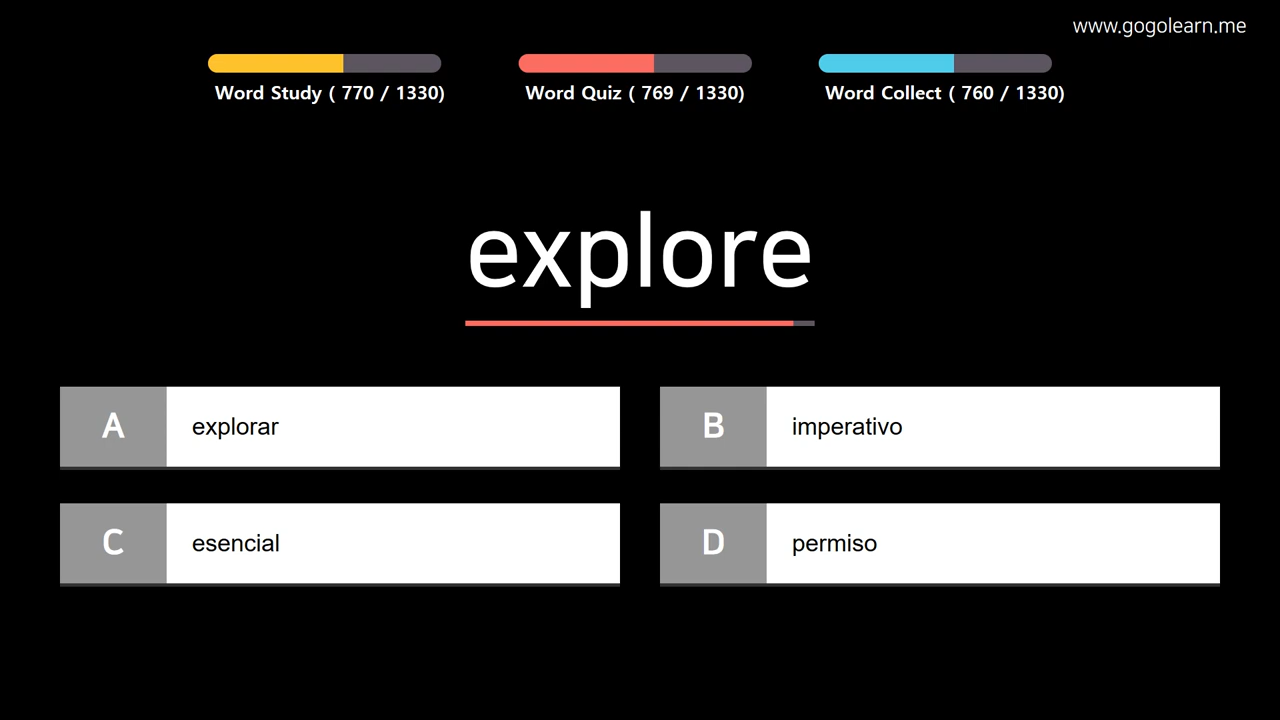 www.gogolearn.me
Word Study ( 770 / 1330)
Word Quiz ( 769 / 1330)
Word Collect ( 760 / 1330)
explore
A
explorar
B
imperativo
C
esencial
D
permiso